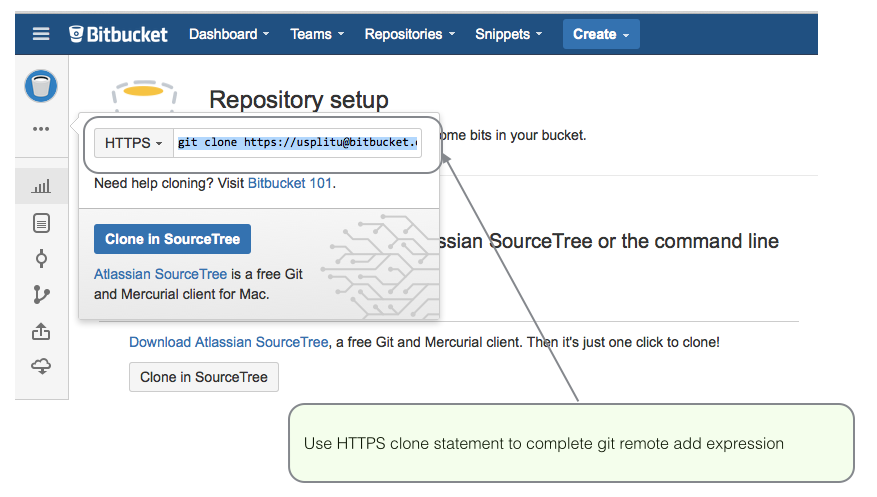 Bitbucket Dashboard Teams Repositories Snippets Create
Repository setup
ome bits in your bucket.
HTTPS git clone https://usplitu@bitbucket.
Need help cloning? Visit Bitbucket 101.
Clone in SourceTree
ssian SourceTree or the command line
Atlassian SourceTree is a free Git
and Mercurial client for Mac.
Download Atlassian SourceTree, a free Git and Mercurial client. Then it's just one click to clone!
Clone in SourceTree
Use HTTPS clone statement to complete git remote add expression